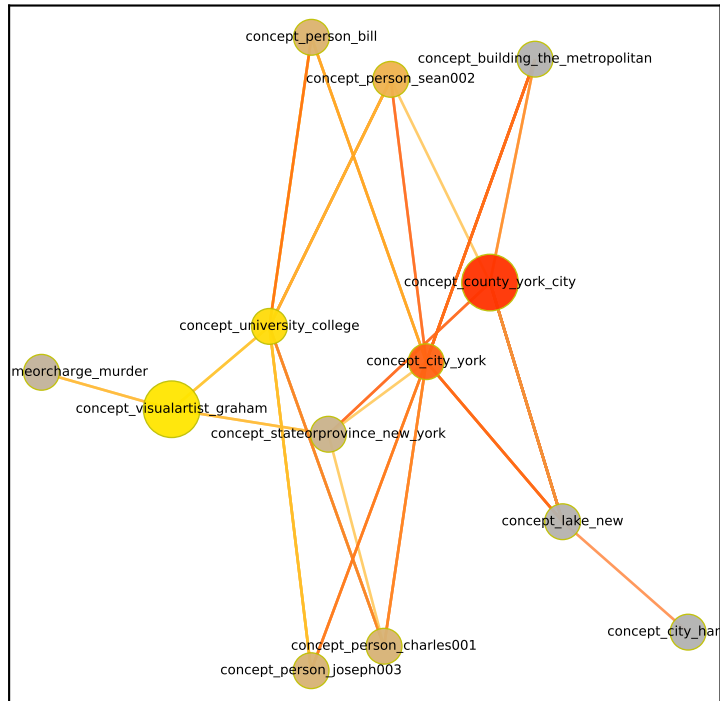 concept_person_bill
concept_building_the_metropolitan
concept_person_sean002
concept_county_york_city
concept_university_college
concept_city_york
meorcharge_murder
concept_visualartist_graham
concept_stateorprovince_new_york
concept_lake_new
concept_city_har
concept_person_charles001
concept_person_joseph003